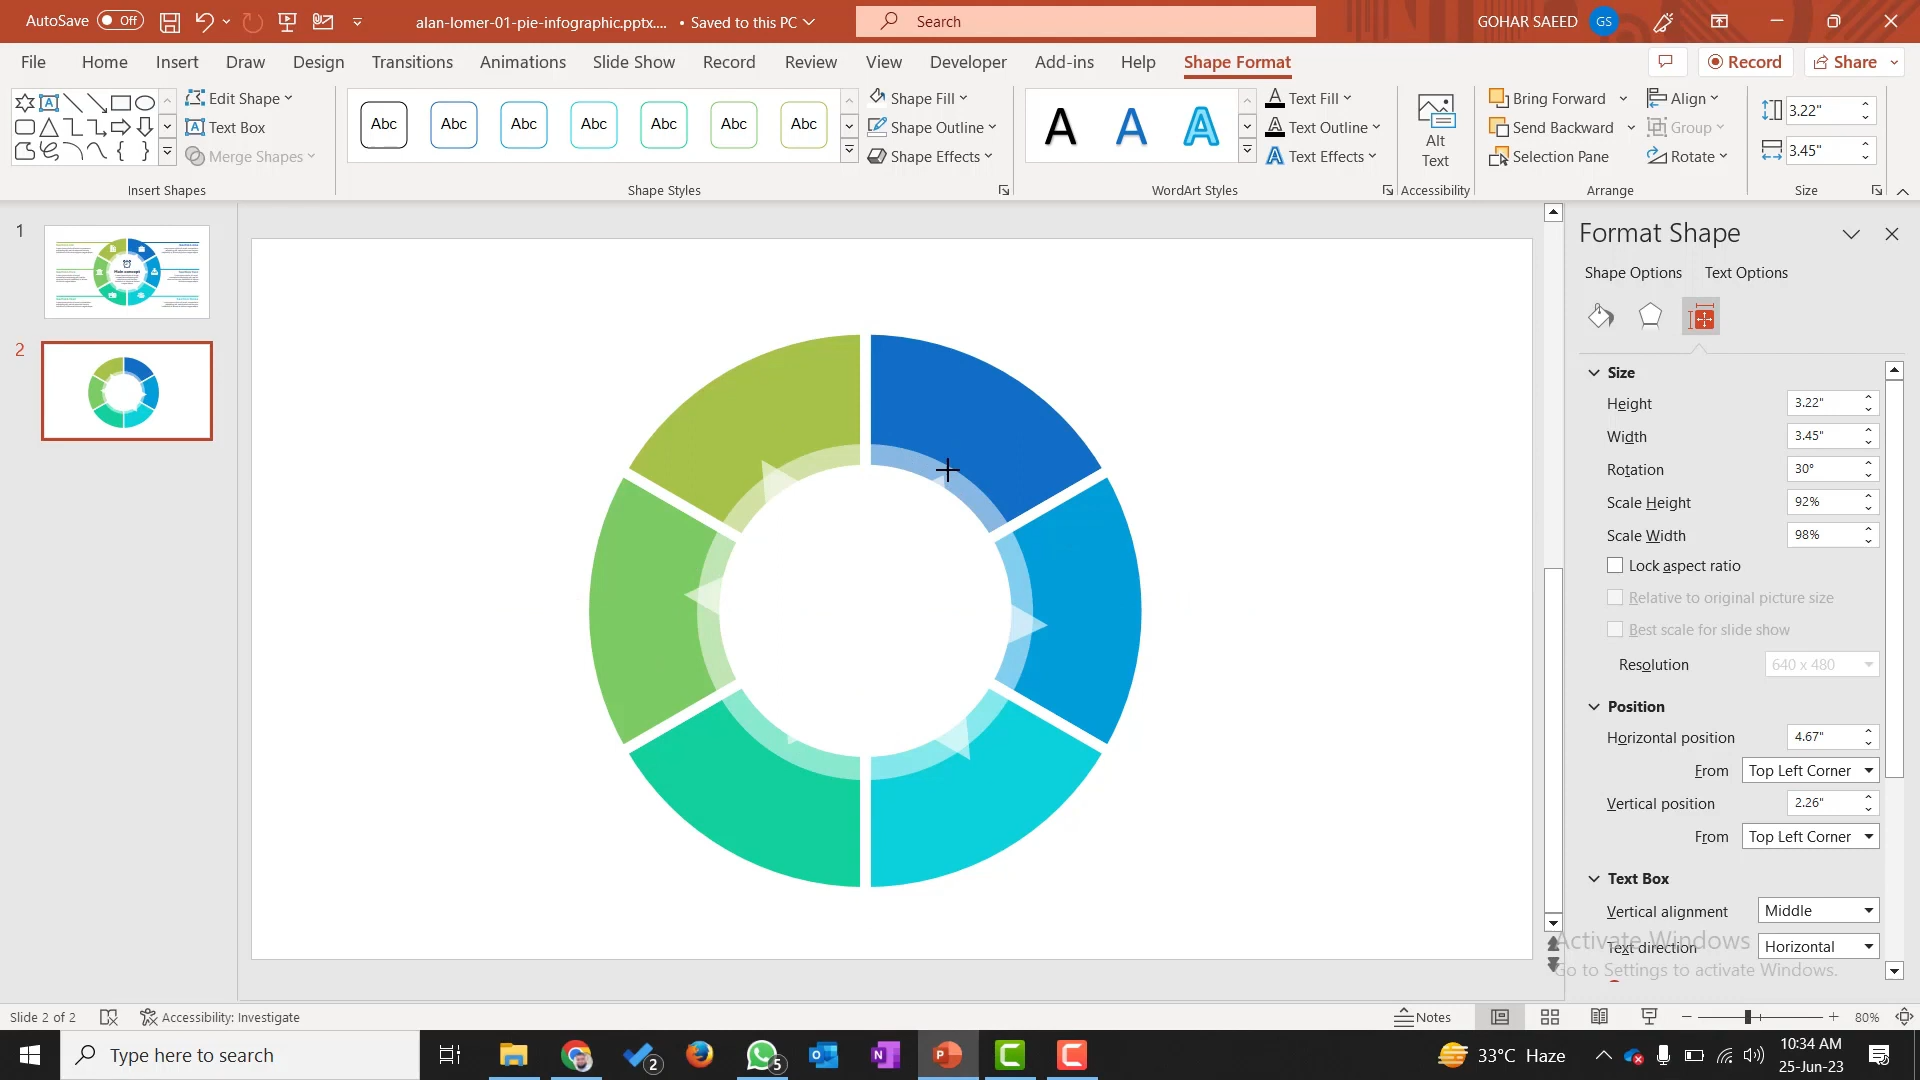 AutoSave Off alan-lomer-01-pie-infographic.pptx.... • Saved to this PC Search GOHAR SAEED GS
File Home Insert Draw Design Transitions Animations Slide Show Record Review View Developer Add-ins Help Shape Format Record Share
Edit Shape
Text Box
Merge Shapes
Insert Shapes
Abc Abc Abc Abc Abc Abc Abc
Shape Fill
Shape Outline
Shape Effects
Shape Styles
A A A
Text Fill
Text Outline
Text Effects
WordArt Styles
Alt
Text
Accessibility
Bring Forward
Send Backward
Selection Pane
Align
Group
Rotate
Arrange
3.22"
3.45"
Size
1
2
Main concept
Format Shape
Shape Options Text Options
Size
Height 3.22"
Width 3.45"
Rotation 30°
Scale Height 92%
Scale Width 98%
Lock aspect ratio
Relative to original picture size
Best scale for slide show
Resolution 640 x 480
Position
Horizontal position 4.67"
From Top Left Corner
Vertical position 2.26"
From Top Left Corner
Text Box
Vertical alignment Middle
Text direction Horizontal
Activate Windows
Go to Settings to activate Windows.
Slide 2 of 2 Accessibility: Investigate Notes 80%
Type here to search 2 5 33°C Haze 10:34 AM
25-Jun-23